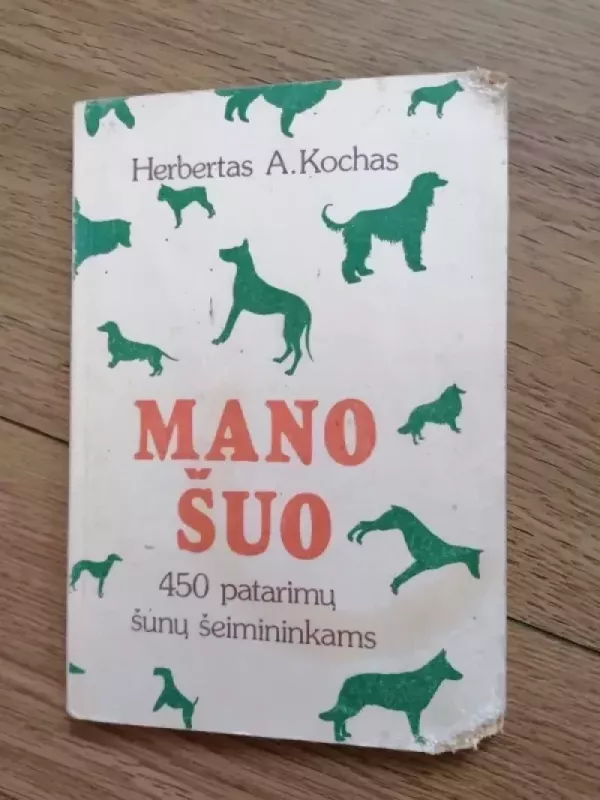 Herbertas A.Kochas
MANO
ŠUO
450 patarimų
šunų šeimininkams